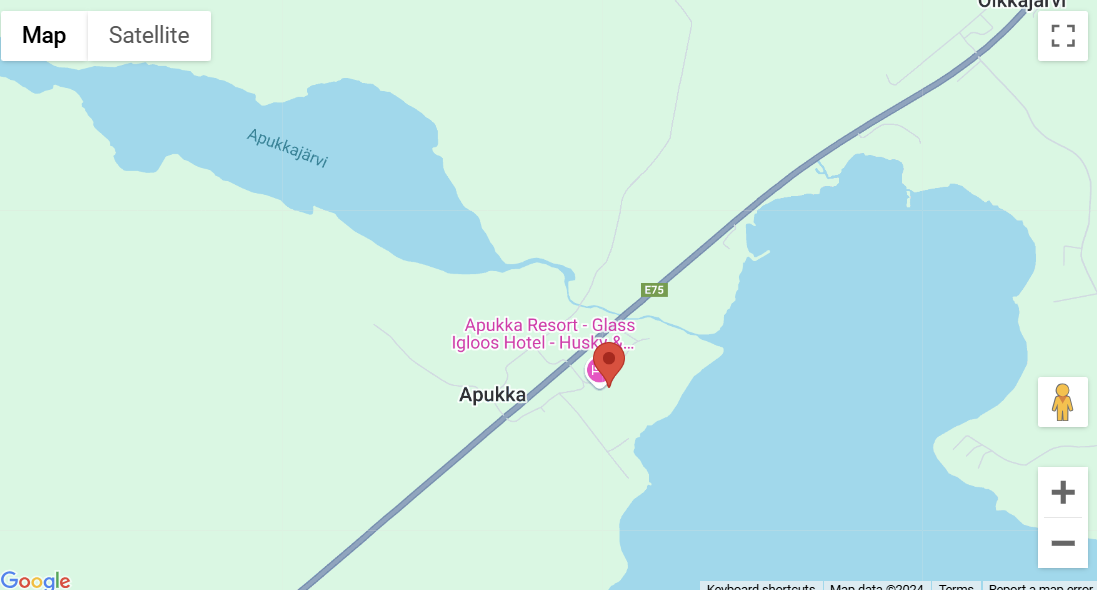 Olkkajärvi
Map
Satellite
Apukkajärvi
E75
Apukka Resort - Glass
Igloos Hotel - Husky &...
Apukka
Google
Keyboard shortcuts
Map data ©2024
Terms
Report a map error